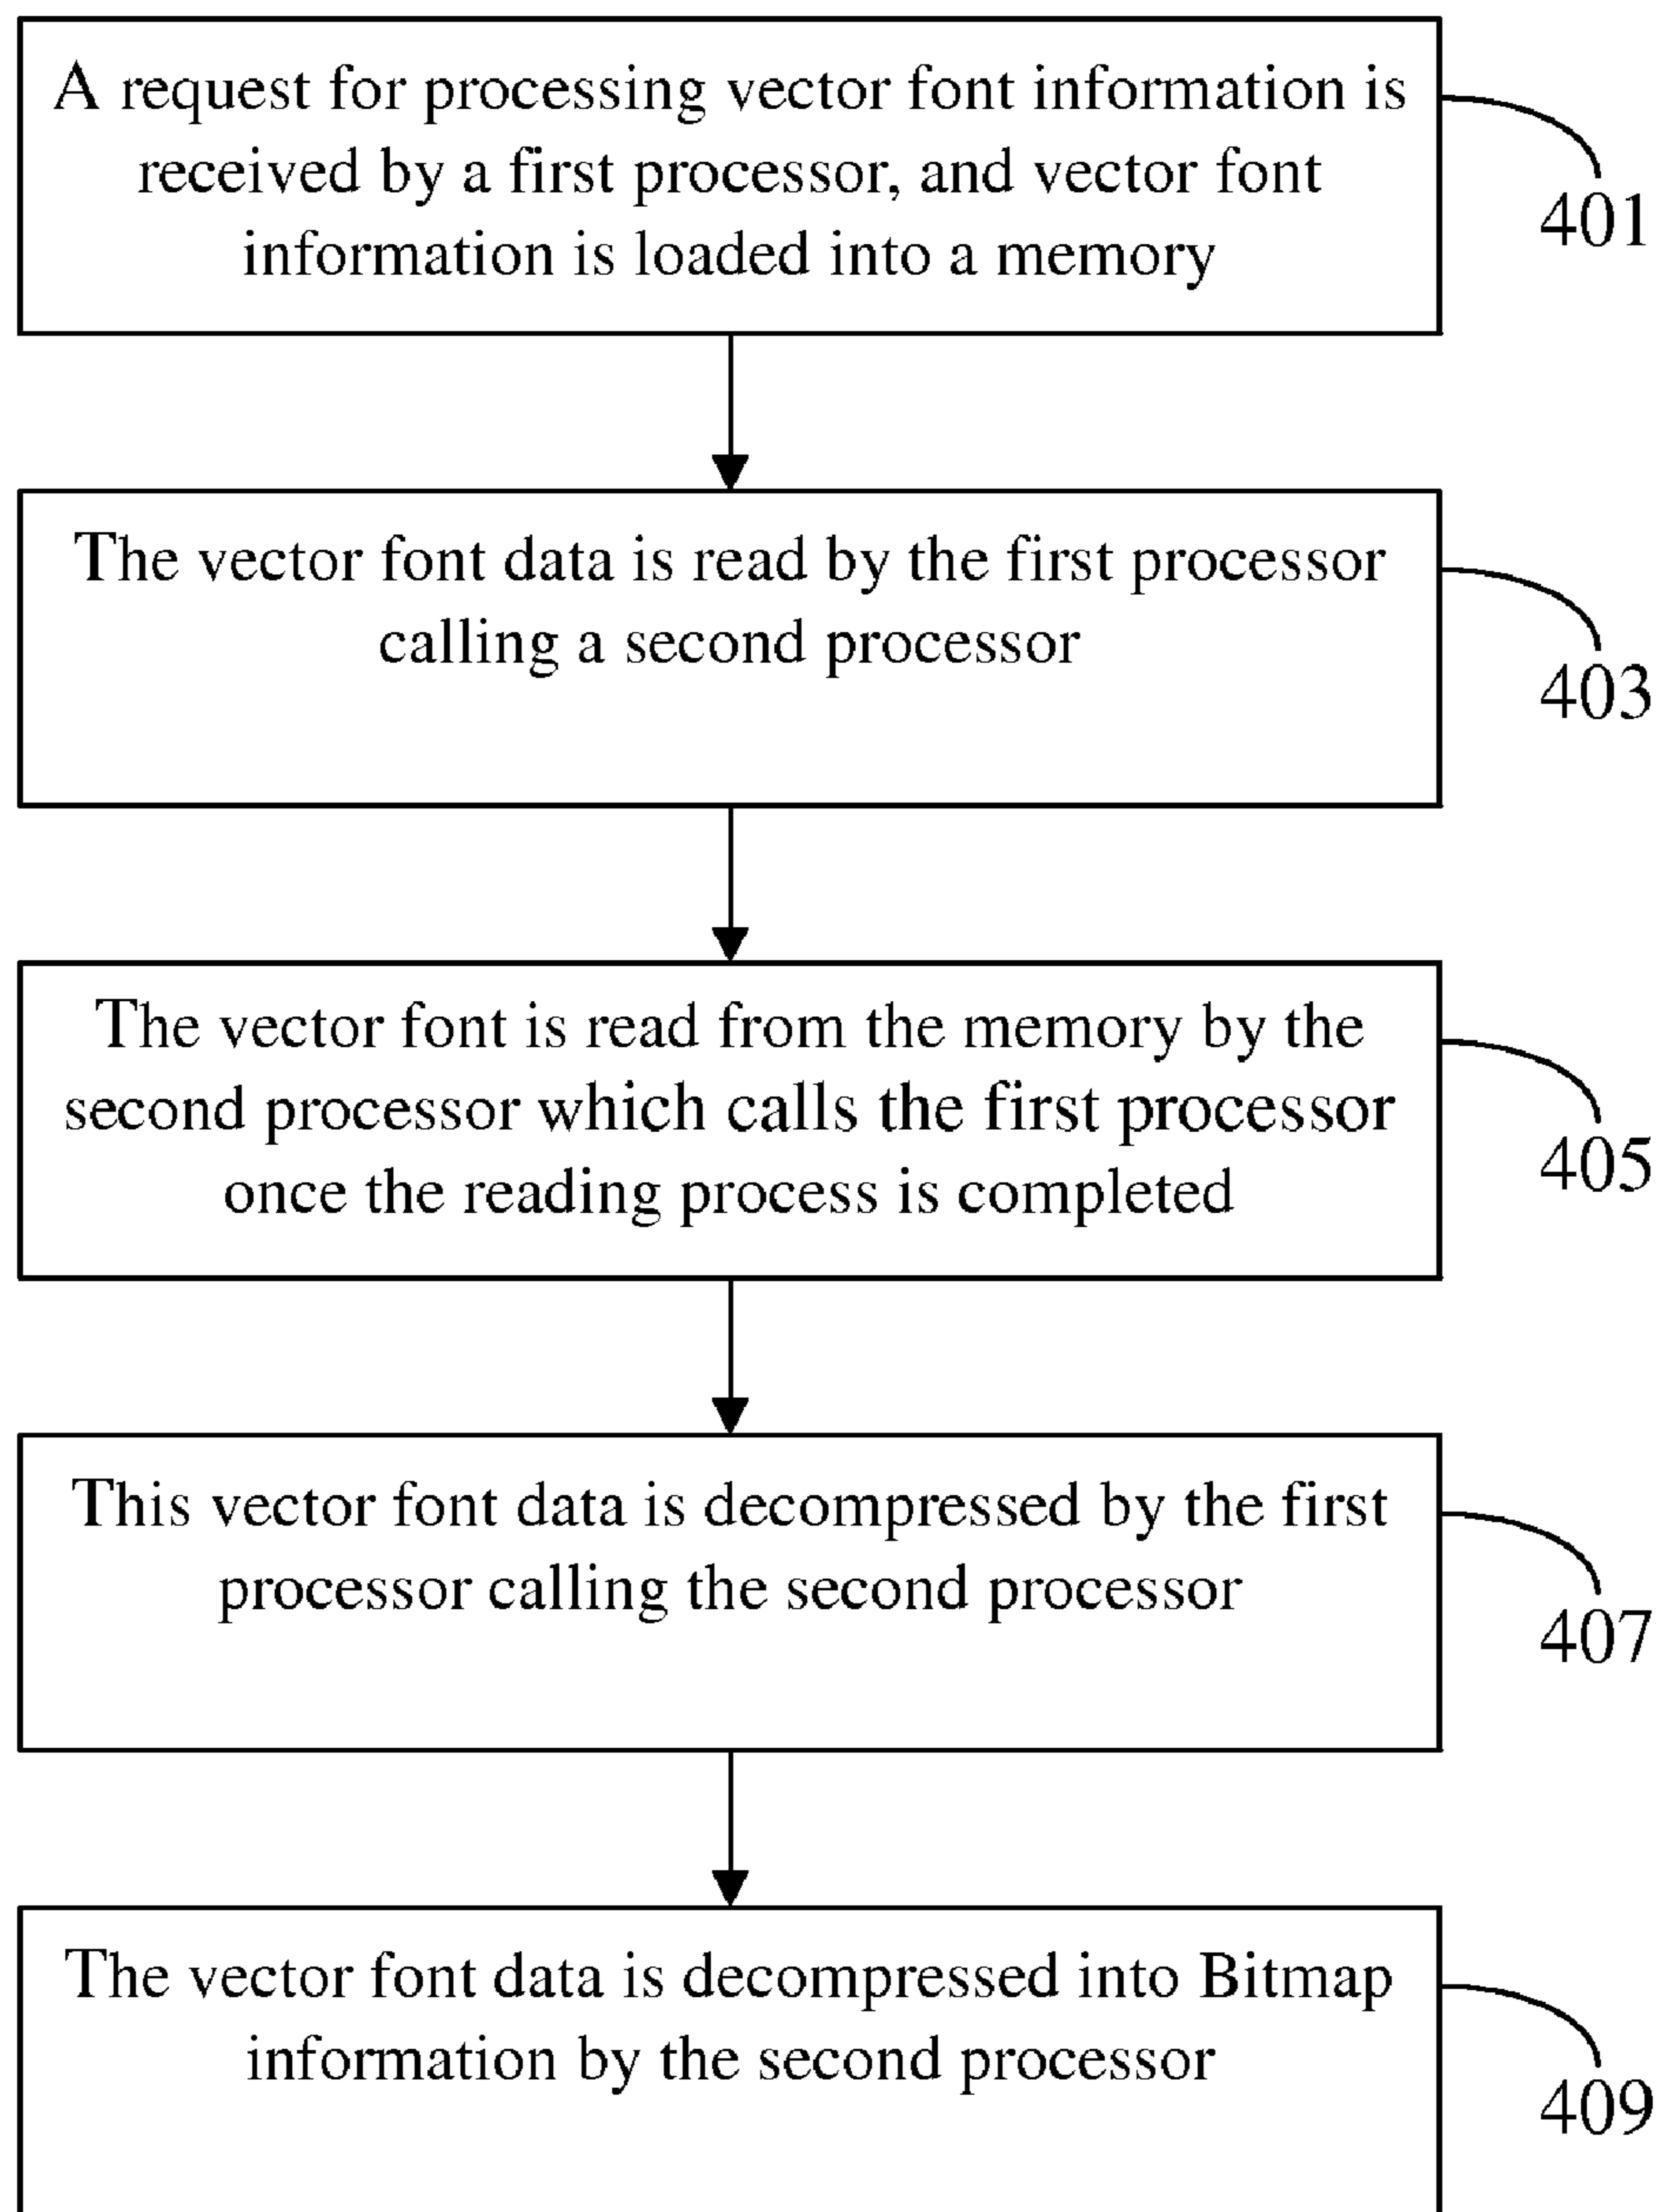 A request for processing vector font information is
received by a first processor, and vector font
information is loaded into a memory
401
The vector font data is read by the first processor
calling a second processor
403
The vector font is read from the memory by the
second processor which calls the first processor
once the reading process is completed
405
This vector font data is decompressed by the first
processor calling the second processor
407
The vector font data is decompressed into Bitmap
information by the second processor
409